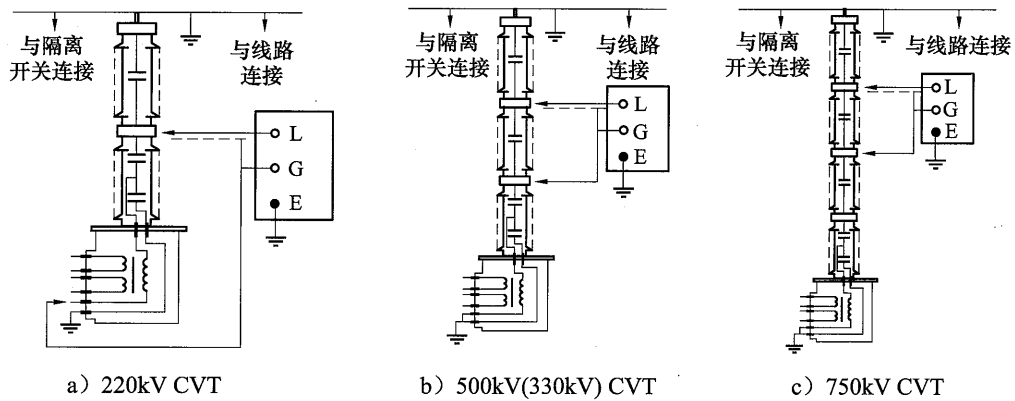 与隔离
开关连接
与线路
连接
L
G
E
a）220kV CVT
与隔离
开关连接
与线路
连接
L
G
E
b）500kV(330kV) CVT
与隔离
开关连接
与线路连接
L
G
E
c）750kV CVT